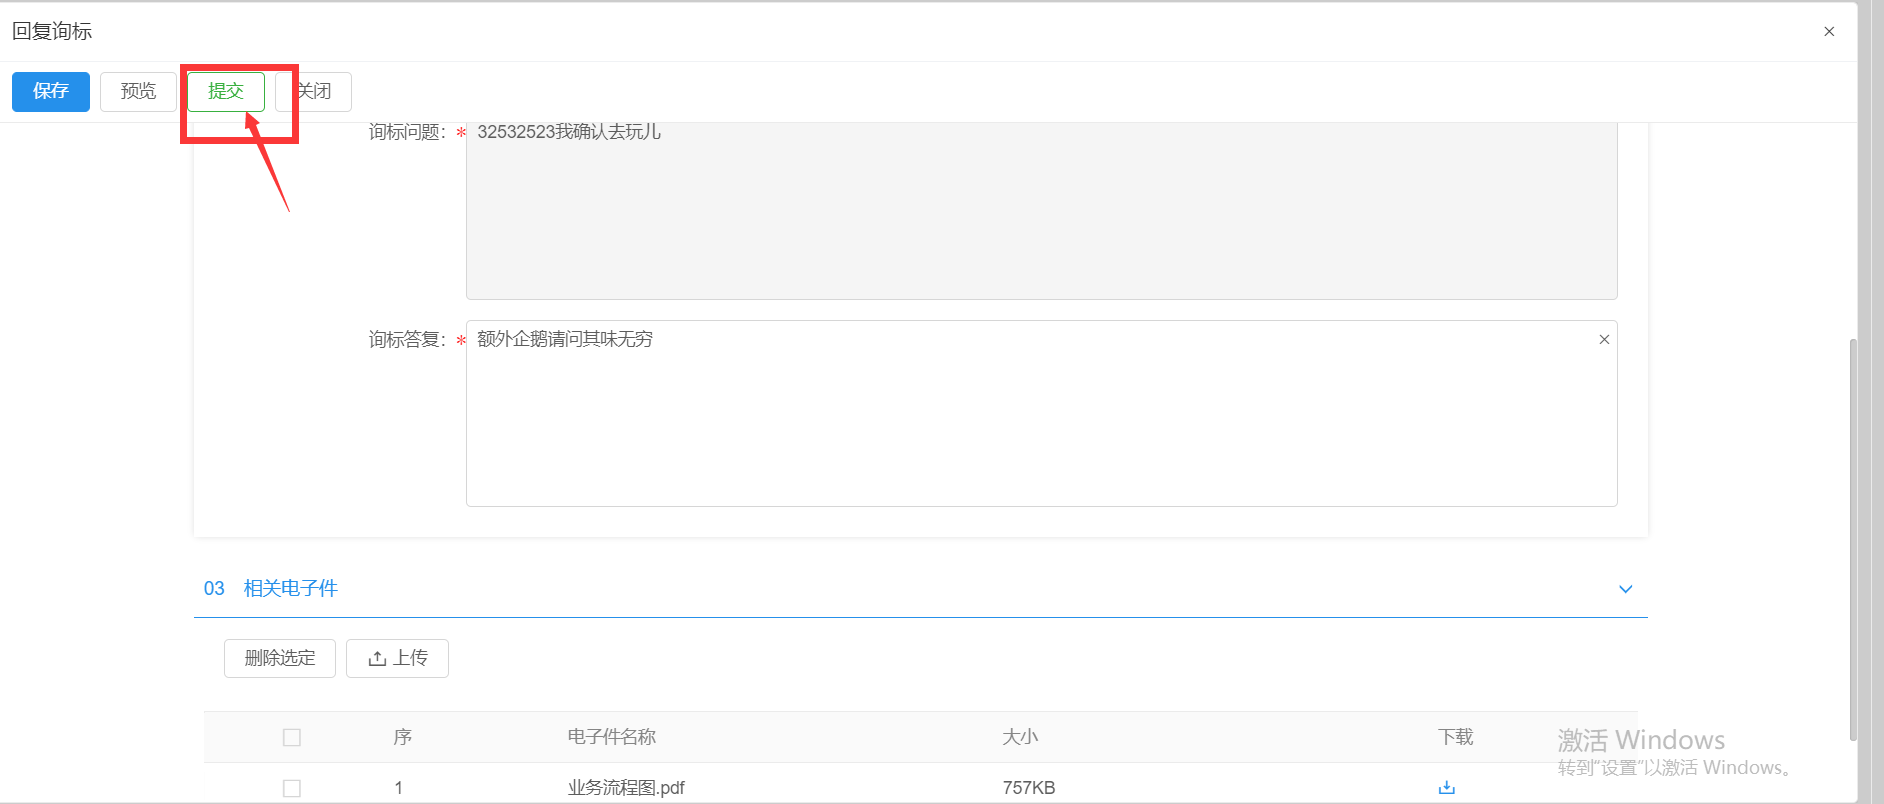 回复询标
保存 预览 提交 关闭
询标问题：* 32532523我确认去玩儿
询标答复：* 额外企鹅请问其味无穷
03 相关电子件
删除选定 上传
序 电子件名称 大小 下载
1 业务流程图.pdf 757KB
激活 Windows
转到“设置”以激活 Windows。